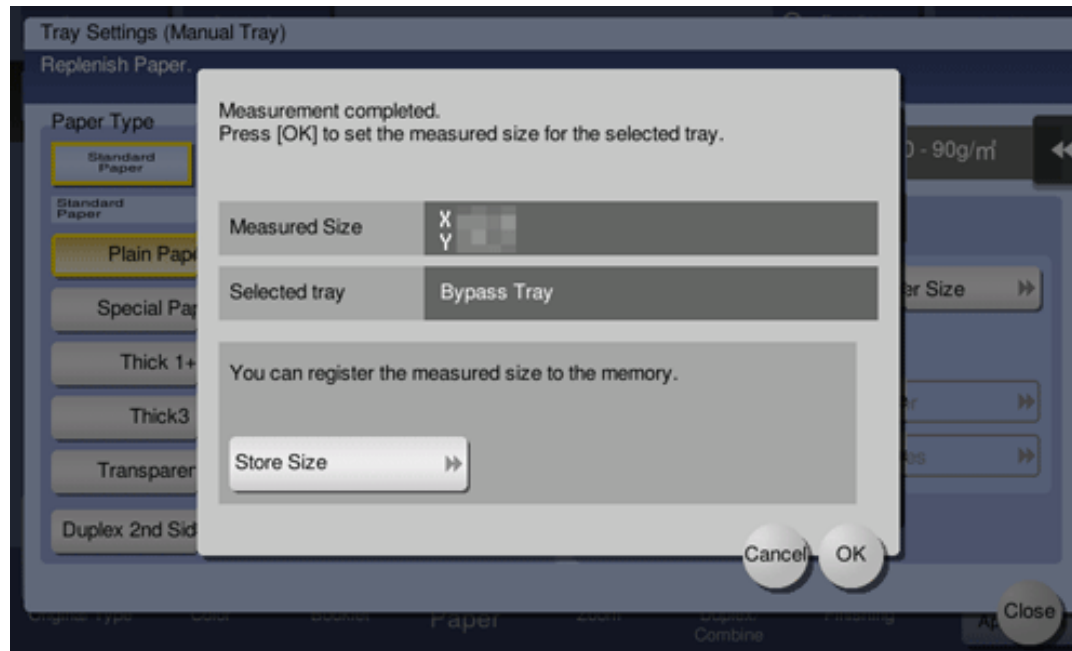 Tray Settings (Manual Tray)
Replenish Paper.
Measurement completed.
Press [OK] to set the measured size for the selected tray.
Paper Type
Standard
Paper
0 - 90g/㎡
Standard
Paper
Measured Size
X
Y
Plain Pape
Selected tray
Bypass Tray
er Size
Special Pap
Thick 1+
You can register the measured size to the memory.
Thick3
Store Size
Transparen
Duplex 2nd Sid
Cancel
OK
Close
Original Type
Color
Booklet
Paper
Zoom
Duplex/
Combine
Finishing
Ap